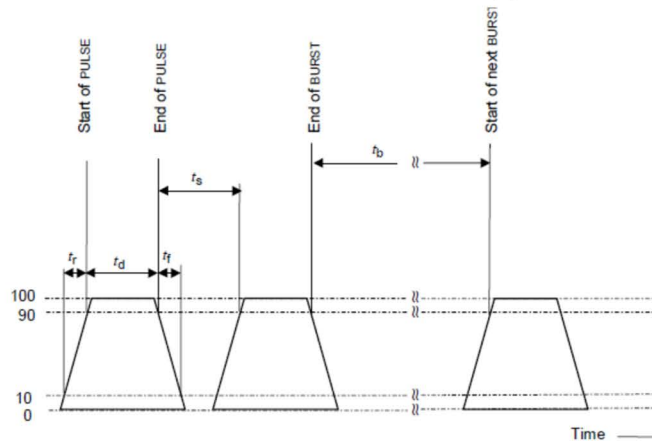 Start of PULSE
End of PULSE
End of BURST
Start of next BURST
tb
ts
tr
td
tf
100
90
10
0
Time